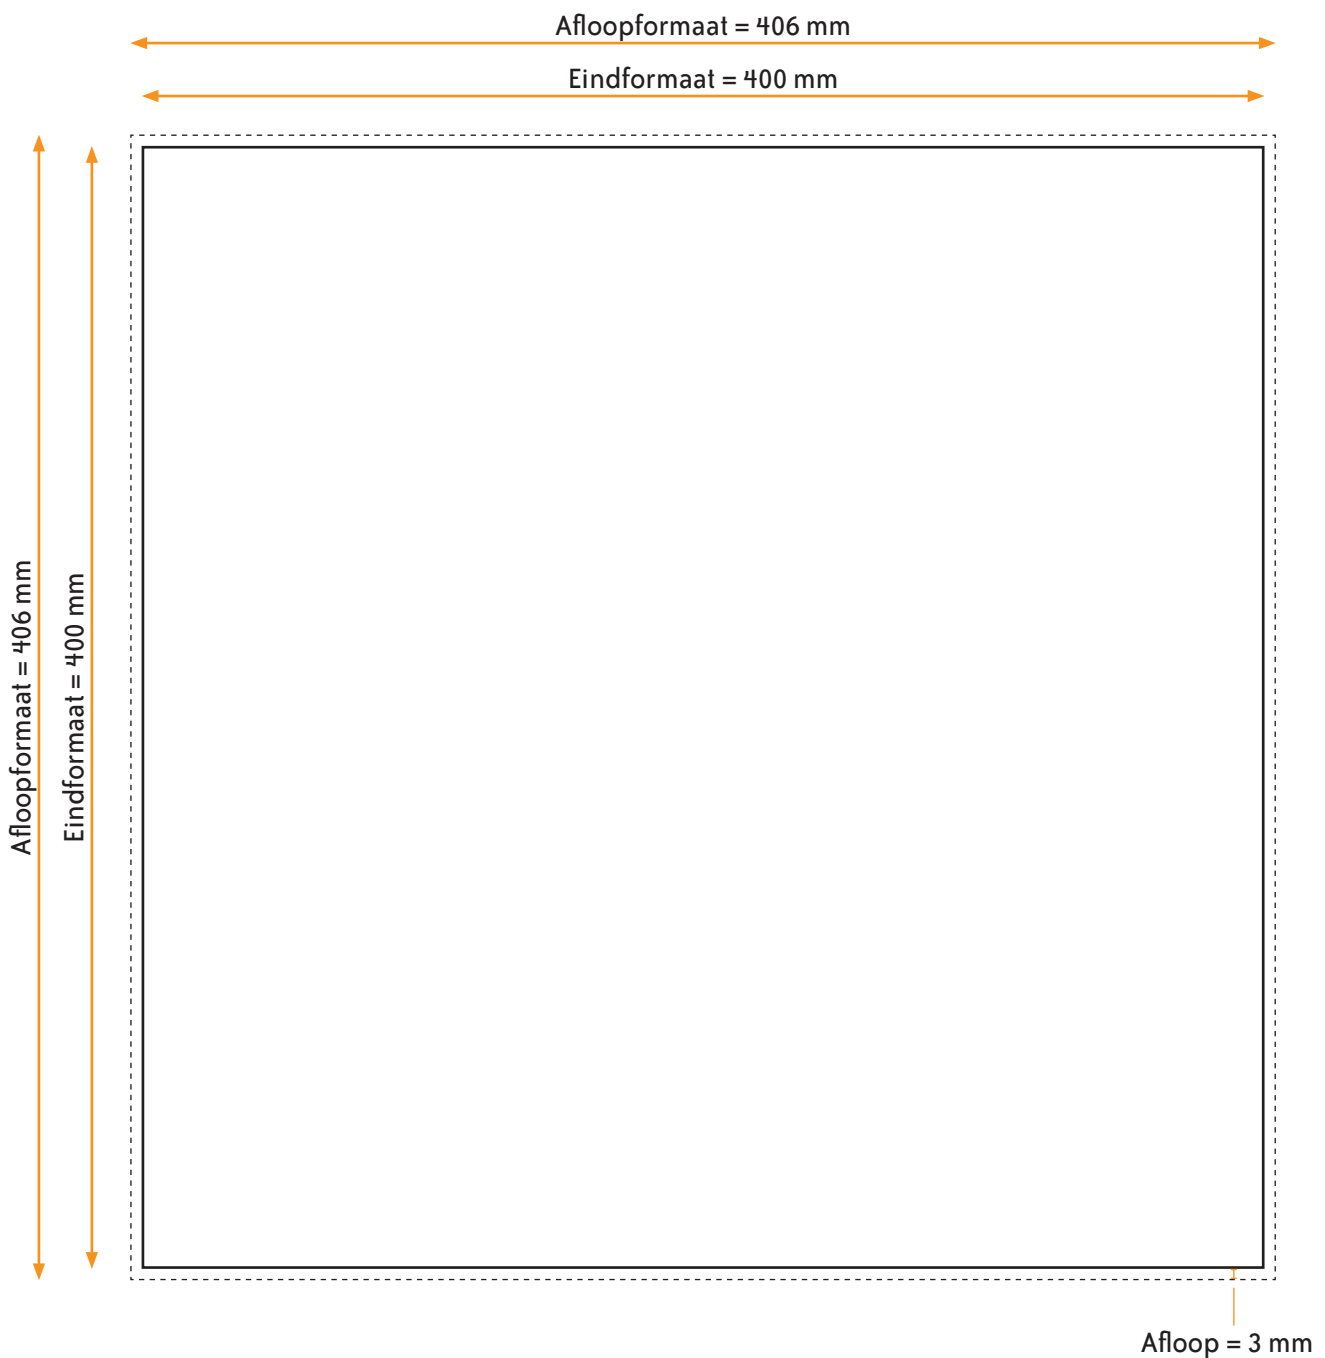 Afloopformaat = 406 mm
Eindformaat = 400 mm
Afloopformaat = 406 mm
Eindformaat = 400 mm
Afloop = 3 mm